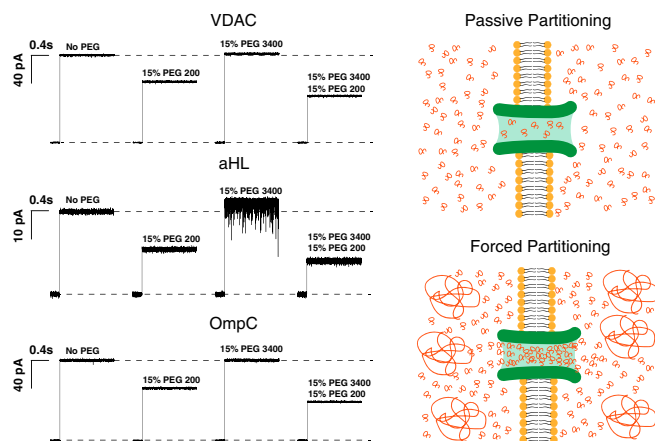 VDAC
0.4s
40 pA
No PEG
15% PEG 200
15% PEG 3400
15% PEG 3400
15% PEG 200
aHL
0.4s
10 pA
No PEG
15% PEG 200
15% PEG 3400
15% PEG 3400
15% PEG 200
OmpC
0.4s
40 pA
No PEG
15% PEG 200
15% PEG 3400
15% PEG 3400
15% PEG 200
Passive Partitioning
Forced Partitioning